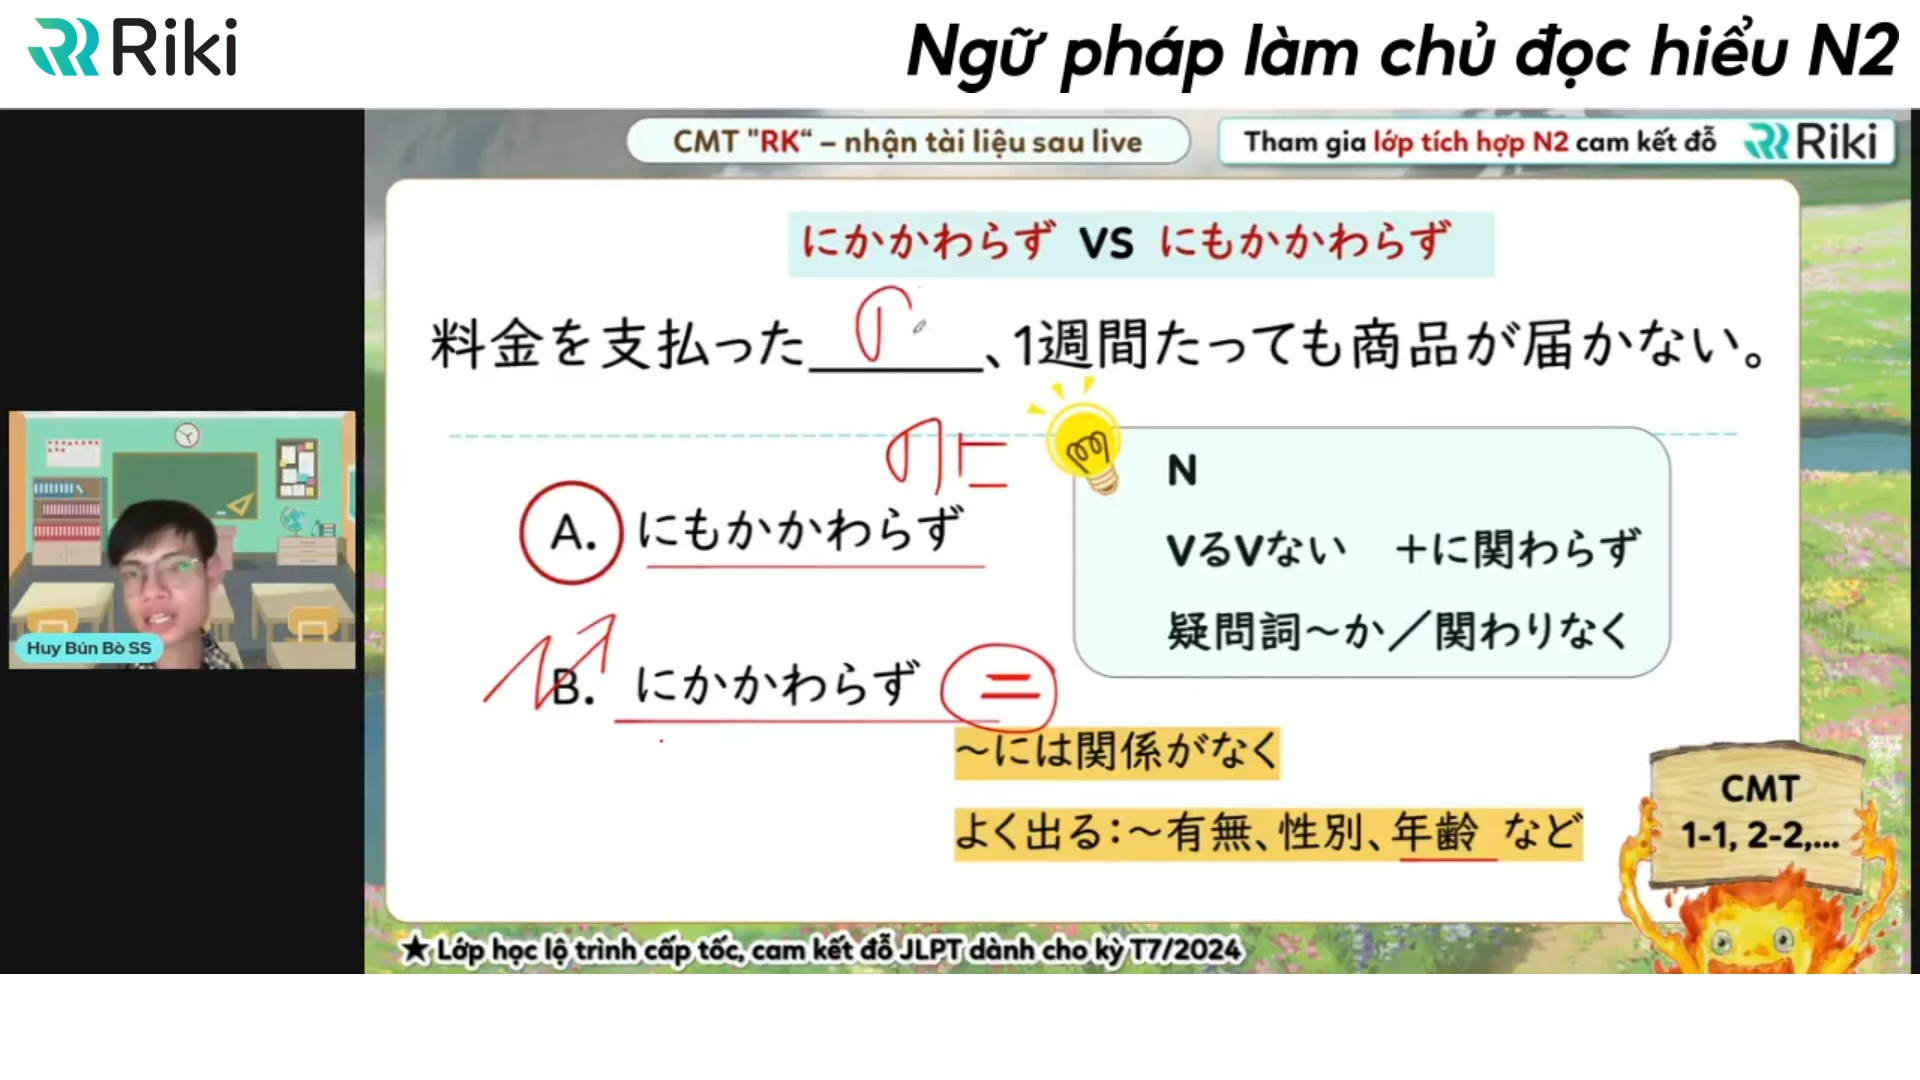 Riki
Ngữ pháp làm chủ đọc hiểu N2
CMT "RK“ – nhận tài liệu sau live
Tham gia lớp tích hợp N2 cam kết đỗ Riki
にかかわらず VS にもかかわらず
料金を支払った______、1週間たっても商品が届かない。
の
のに
A. にもかかわらず
B. にかかわらず =
N
VるVない +に関わらず
疑問詞～か／関わりなく
～には関係がなく
よく出る：～有無、性別、年齢 など
Huy Bún Bò SS
CMT
1-1, 2-2,...
★ Lớp học lộ trình cấp tốc, cam kết đỗ JLPT dành cho kỳ T7/2024